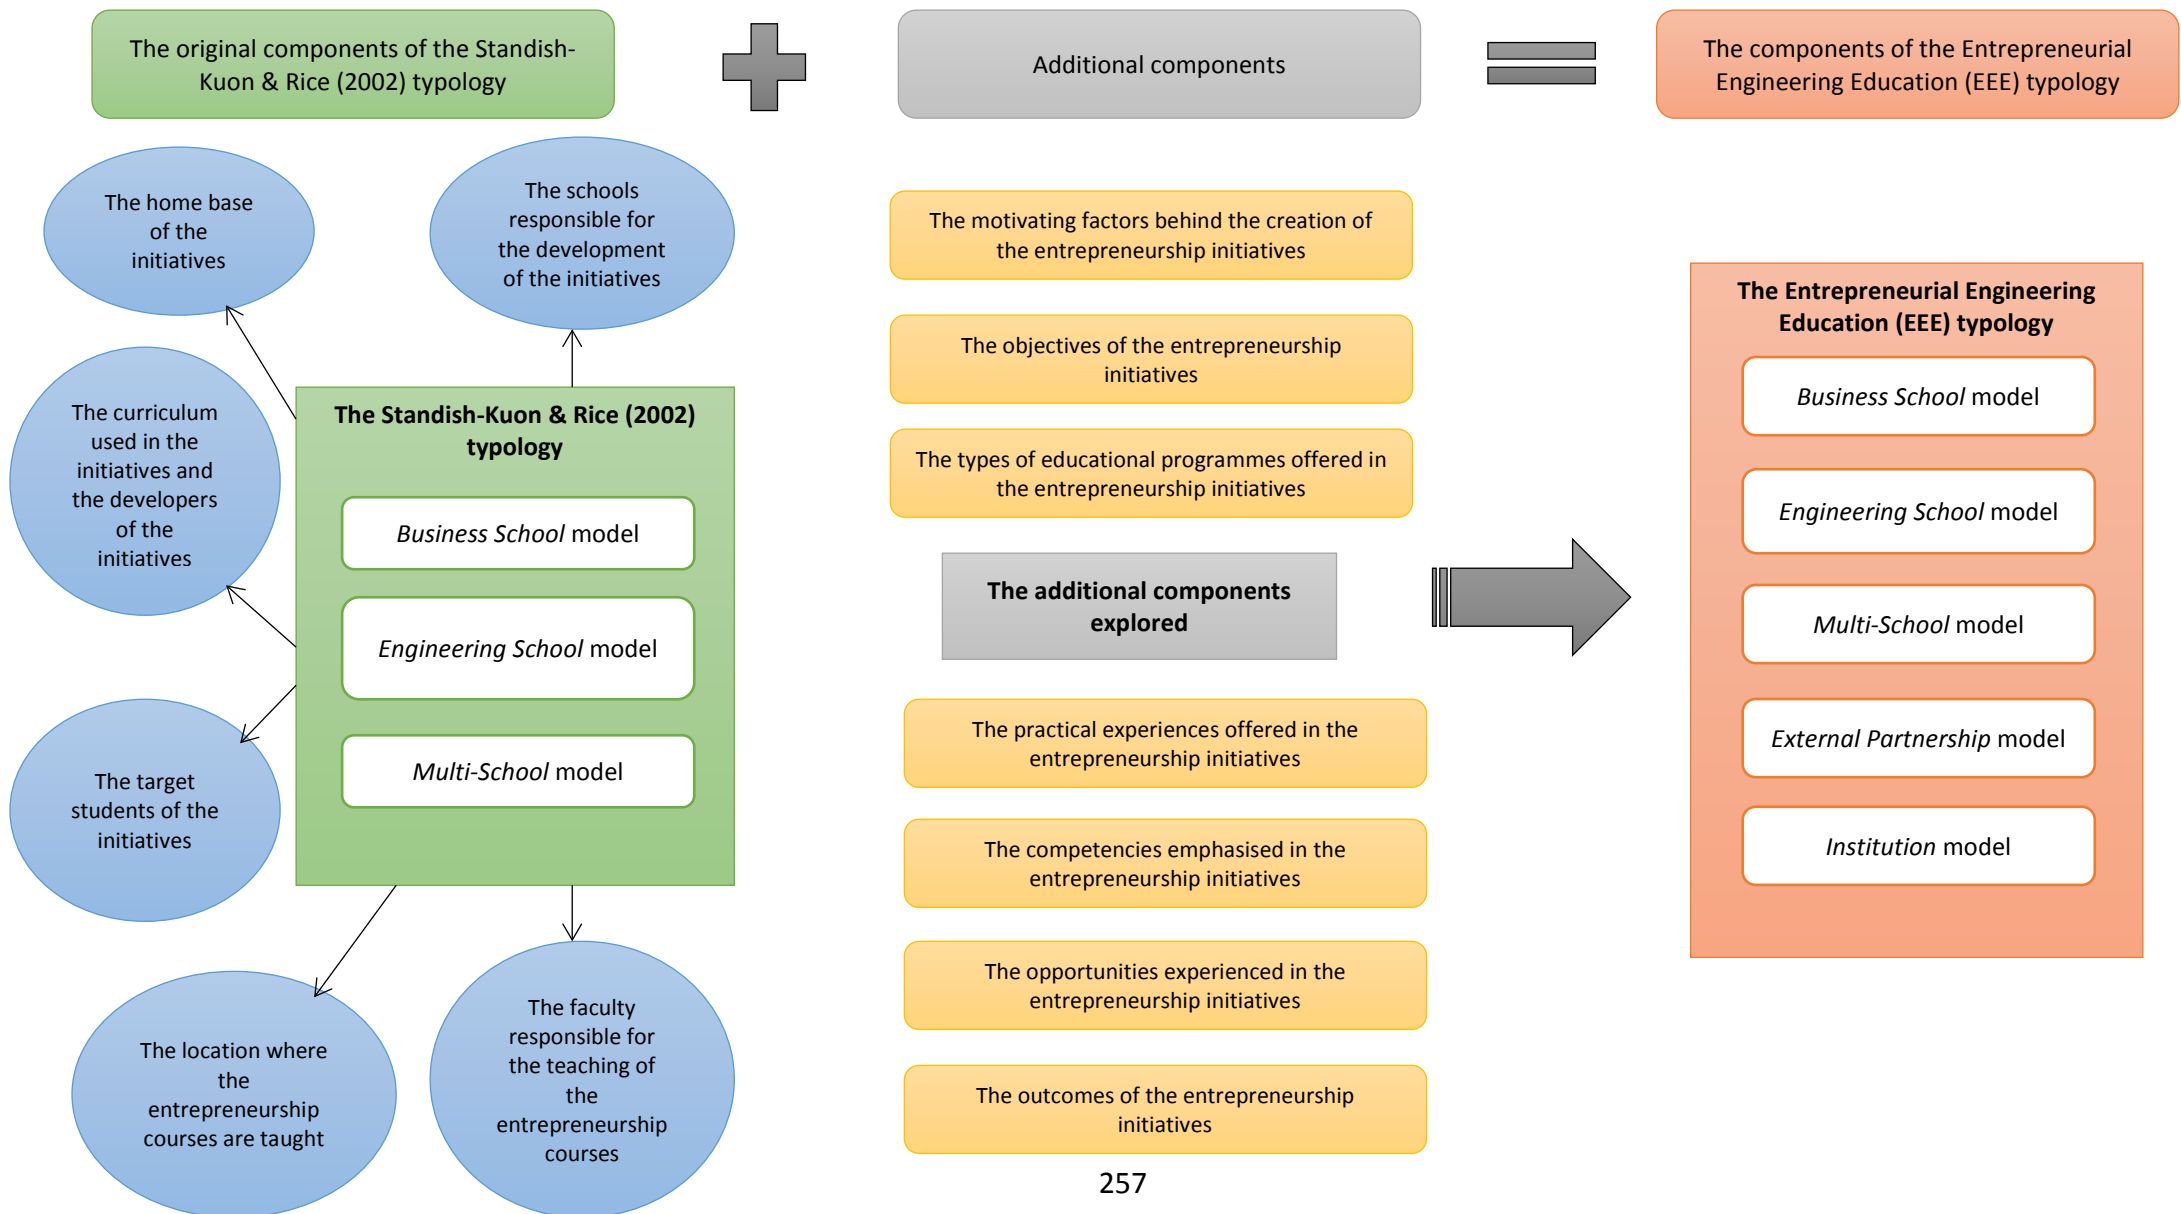 The original components of the Standish-
Kuon & Rice (2002) typology
Additional components
The components of the Entrepreneurial
Engineering Education (EEE) typology
The home base
of the
initiatives
The schools
responsible for
the development
of the initiatives
The curriculum
used in the
initiatives and
the developers
of the
initiatives
The target
students of the
initiatives
The location where
the
entrepreneurship
courses are taught
The faculty
responsible for
the teaching of
the
entrepreneurship
courses
The Standish-Kuon & Rice (2002)
typology
Business School model
Engineering School model
Multi-School model
The motivating factors behind the creation of
the entrepreneurship initiatives
The objectives of the entrepreneurship
initiatives
The types of educational programmes offered in
the entrepreneurship initiatives
The additional components
explored
The practical experiences offered in the
entrepreneurship initiatives
The competencies emphasised in the
entrepreneurship initiatives
The opportunities experienced in the
entrepreneurship initiatives
The outcomes of the entrepreneurship
initiatives
The Entrepreneurial Engineering
Education (EEE) typology
Business School model
Engineering School model
Multi-School model
External Partnership model
Institution model
257